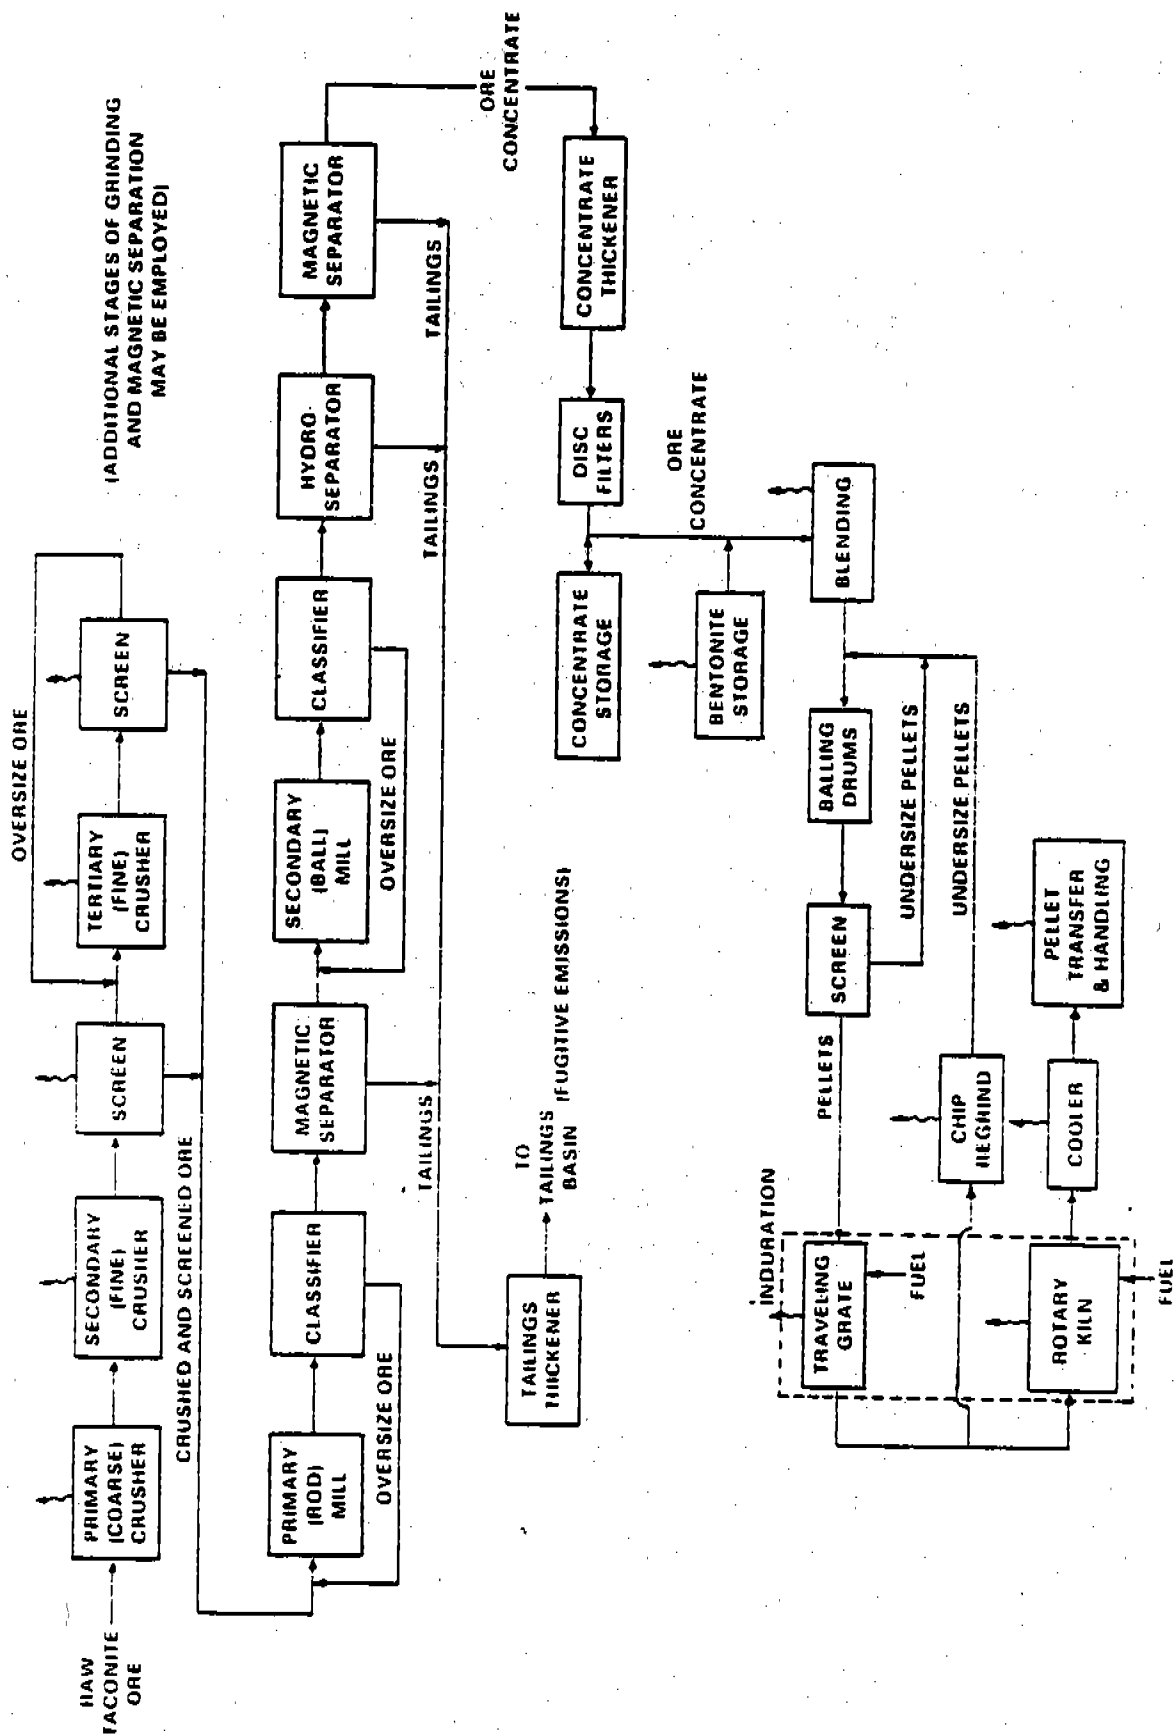 RAW
TACONITE
ORE
PRIMARY
(COARSE)
CRUSHER
SECONDARY
(FINE)
CRUSHER
SCREEN
TERTIARY
(FINE)
CRUSHER
SCREEN
OVERSIZE ORE
(ADDITIONAL STAGES OF GRINDING
AND MAGNETIC SEPARATION
MAY BE EMPLOYED)
CRUSHED AND SCREENED ORE
PRIMARY
(ROD)
MILL
CLASSIFIER
OVERSIZE ORE
MAGNETIC
SEPARATOR
SECONDARY
(BALL)
MILL
CLASSIFIER
OVERSIZE ORE
HYDRO-
SEPARATOR
MAGNETIC
SEPARATOR
TAILINGS
TAILINGS
TAILINGS
ORE
CONCENTRATE
TAILINGS
THICKENER
TO
TAILINGS
BASIN
(FUGITIVE EMISSIONS)
CONCENTRATE
THICKENER
DISC
FILTERS
CONCENTRATE
STORAGE
ORE
CONCENTRATE
BENTONITE
STORAGE
BLENDING
BALLING
DRUMS
SCREEN
UNDERSIZE PELLETS
UNDERSIZE PELLETS
PELLETS
INDURATION
TRAVELING
GRATE
FUEL
CHIP
REGRIND
ROTARY
KILN
FUEL
COOLER
PELLET
TRANSFER
& HANDLING